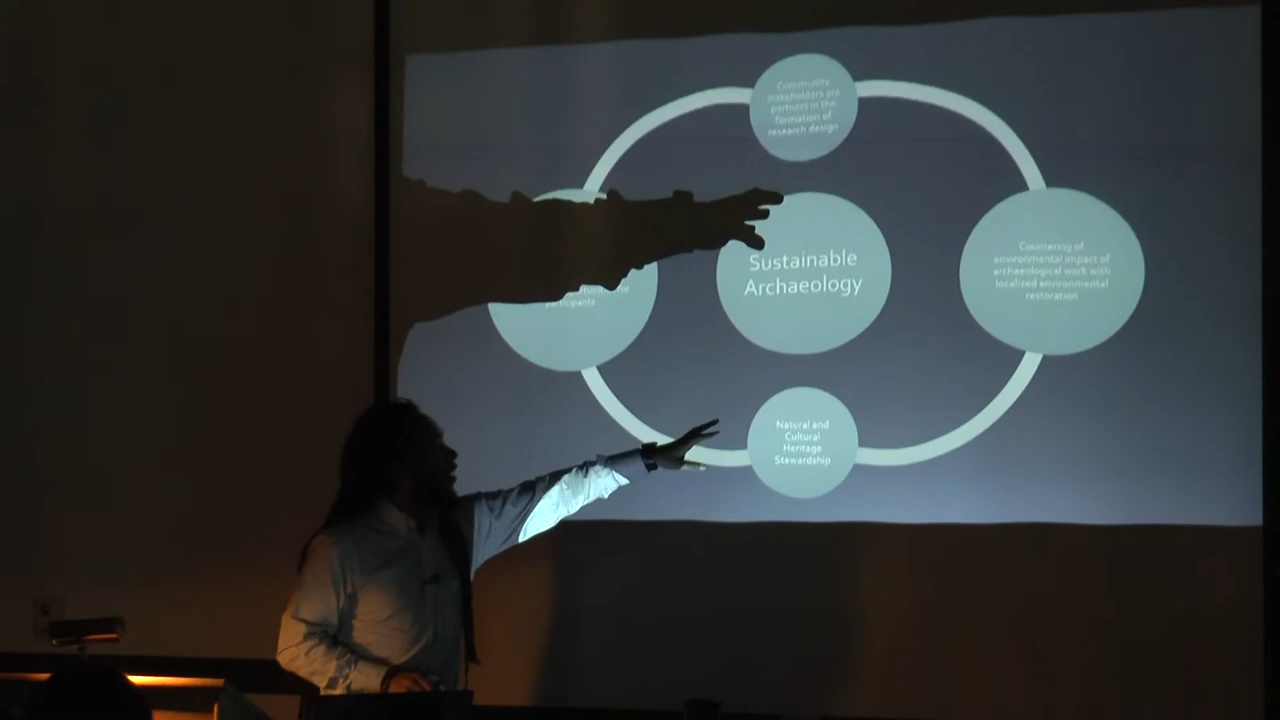 Community
stakeholders are
partners in the
formation of
research design
Sustainable
Archaeology
Countering of
environmental impact of
archaeological work with
localized environmental
restoration
for
participants
Natural and
Cultural
Heritage
Stewardship